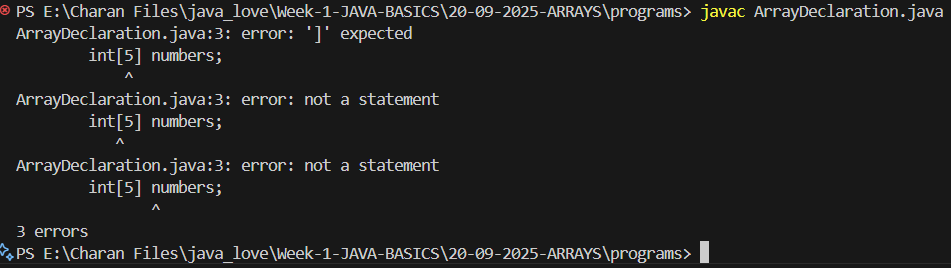 PS E:\Charan Files\java_love\Week-1-JAVA-BASICS\20-09-2025-ARRAYS\programs> javac ArrayDeclaration.java
ArrayDeclaration.java:3: error: ']' expected
        int[5] numbers;
            ^
ArrayDeclaration.java:3: error: not a statement
        int[5] numbers;
           ^
ArrayDeclaration.java:3: error: not a statement
        int[5] numbers;
               ^
3 errors
PS E:\Charan Files\java_love\Week-1-JAVA-BASICS\20-09-2025-ARRAYS\programs>